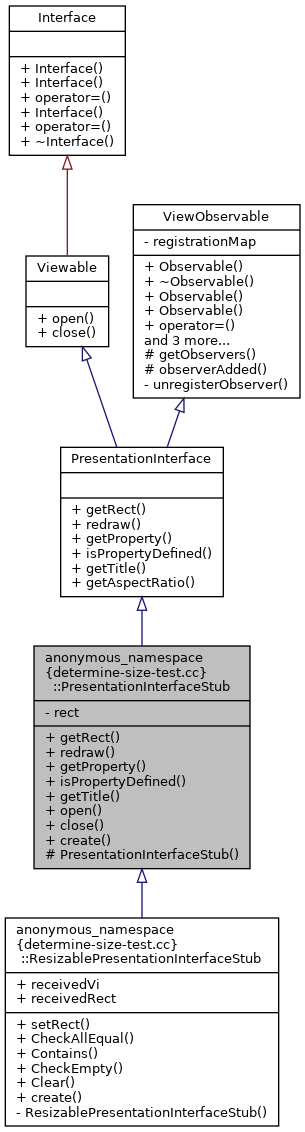 Interface
+ Interface()
+ Interface()
+ operator=()
+ Interface()
+ operator=()
+ ~Interface()
ViewObservable
- registrationMap
+ Observable()
+ ~Observable()
+ Observable()
+ Observable()
+ operator=()
and 3 more...
# getObservers()
# observerAdded()
- unregisterObserver()
Viewable
+ open()
+ close()
PresentationInterface
+ getRect()
+ redraw()
+ getProperty()
+ isPropertyDefined()
+ getTitle()
+ getAspectRatio()
anonymous_namespace
{determine-size-test.cc}
::PresentationInterfaceStub
- rect
+ getRect()
+ redraw()
+ getProperty()
+ isPropertyDefined()
+ getTitle()
+ open()
+ close()
+ create()
# PresentationInterfaceStub()
anonymous_namespace
{determine-size-test.cc}
::ResizablePresentationInterfaceStub
+ receivedVi
+ receivedRect
+ setRect()
+ CheckAllEqual()
+ Contains()
+ CheckEmpty()
+ Clear()
+ create()
- ResizablePresentationInterfaceStub()